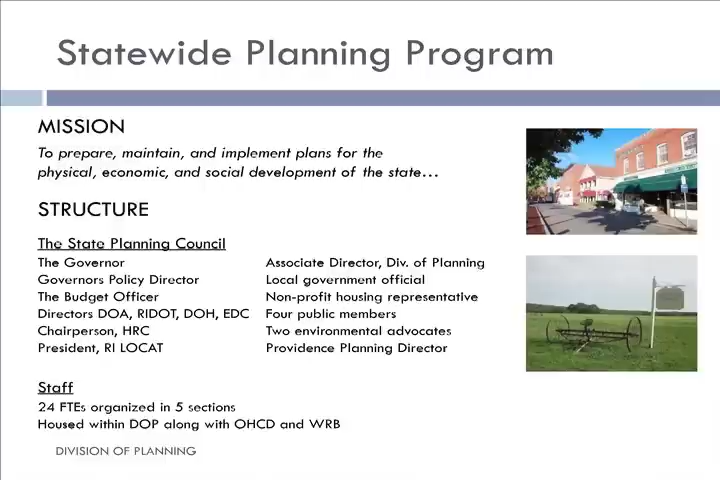 Statewide Planning Program
MISSION
To prepare, maintain, and implement plans for the
physical, economic, and social development of the state...
STRUCTURE
The State Planning Council
The Governor
Governors Policy Director
The Budget Officer
Directors DOA, RIDOT, DOH, EDC
Chairperson, HRC
President, RI LOCAT
Associate Director, Div. of Planning
Local government official
Non-profit housing representative
Four public members
Two environmental advocates
Providence Planning Director
Staff
24 FTEs organized in 5 sections
Housed within DOP along with OHCD and WRB
DIVISION OF PLANNING